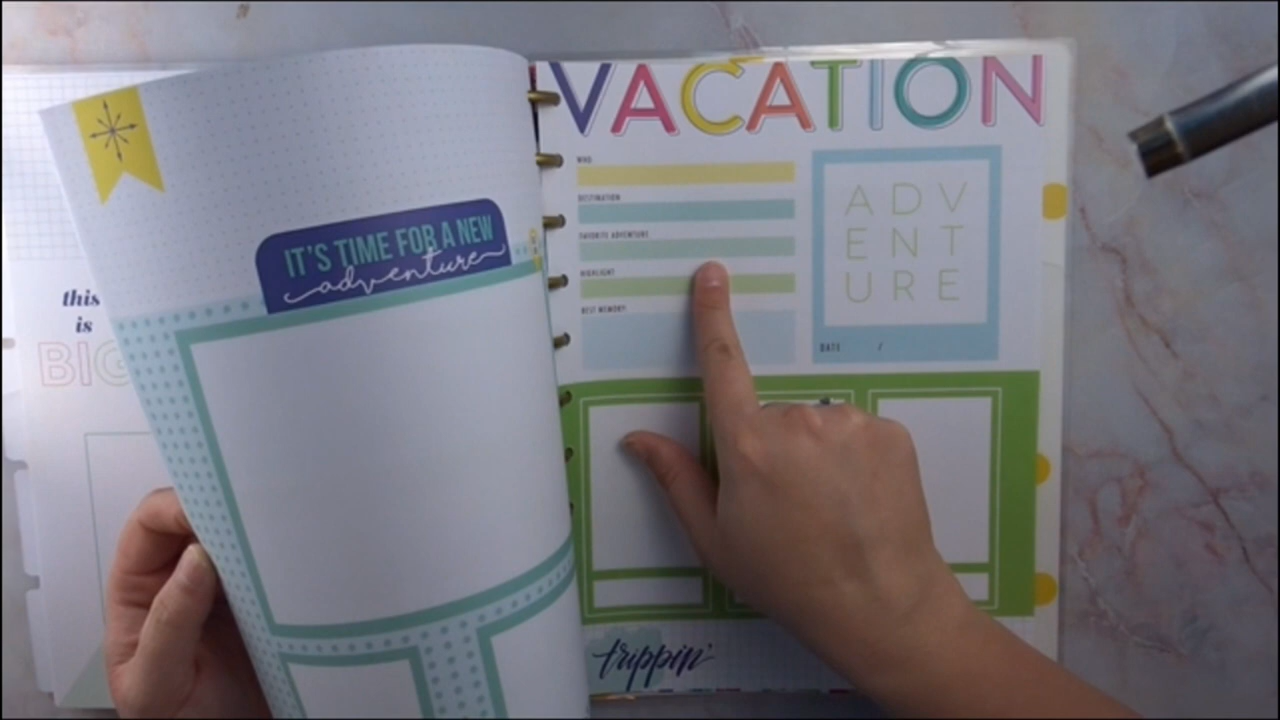 this
is
BIG
IT'S TIME FOR A NEW
adventure
VACATION
WHO
DESTINATION
FAVORITE ADVENTURE
HIGHLIGHT
BEST MEMORY!
ADV
ENT
URE
DATE /
trippin'